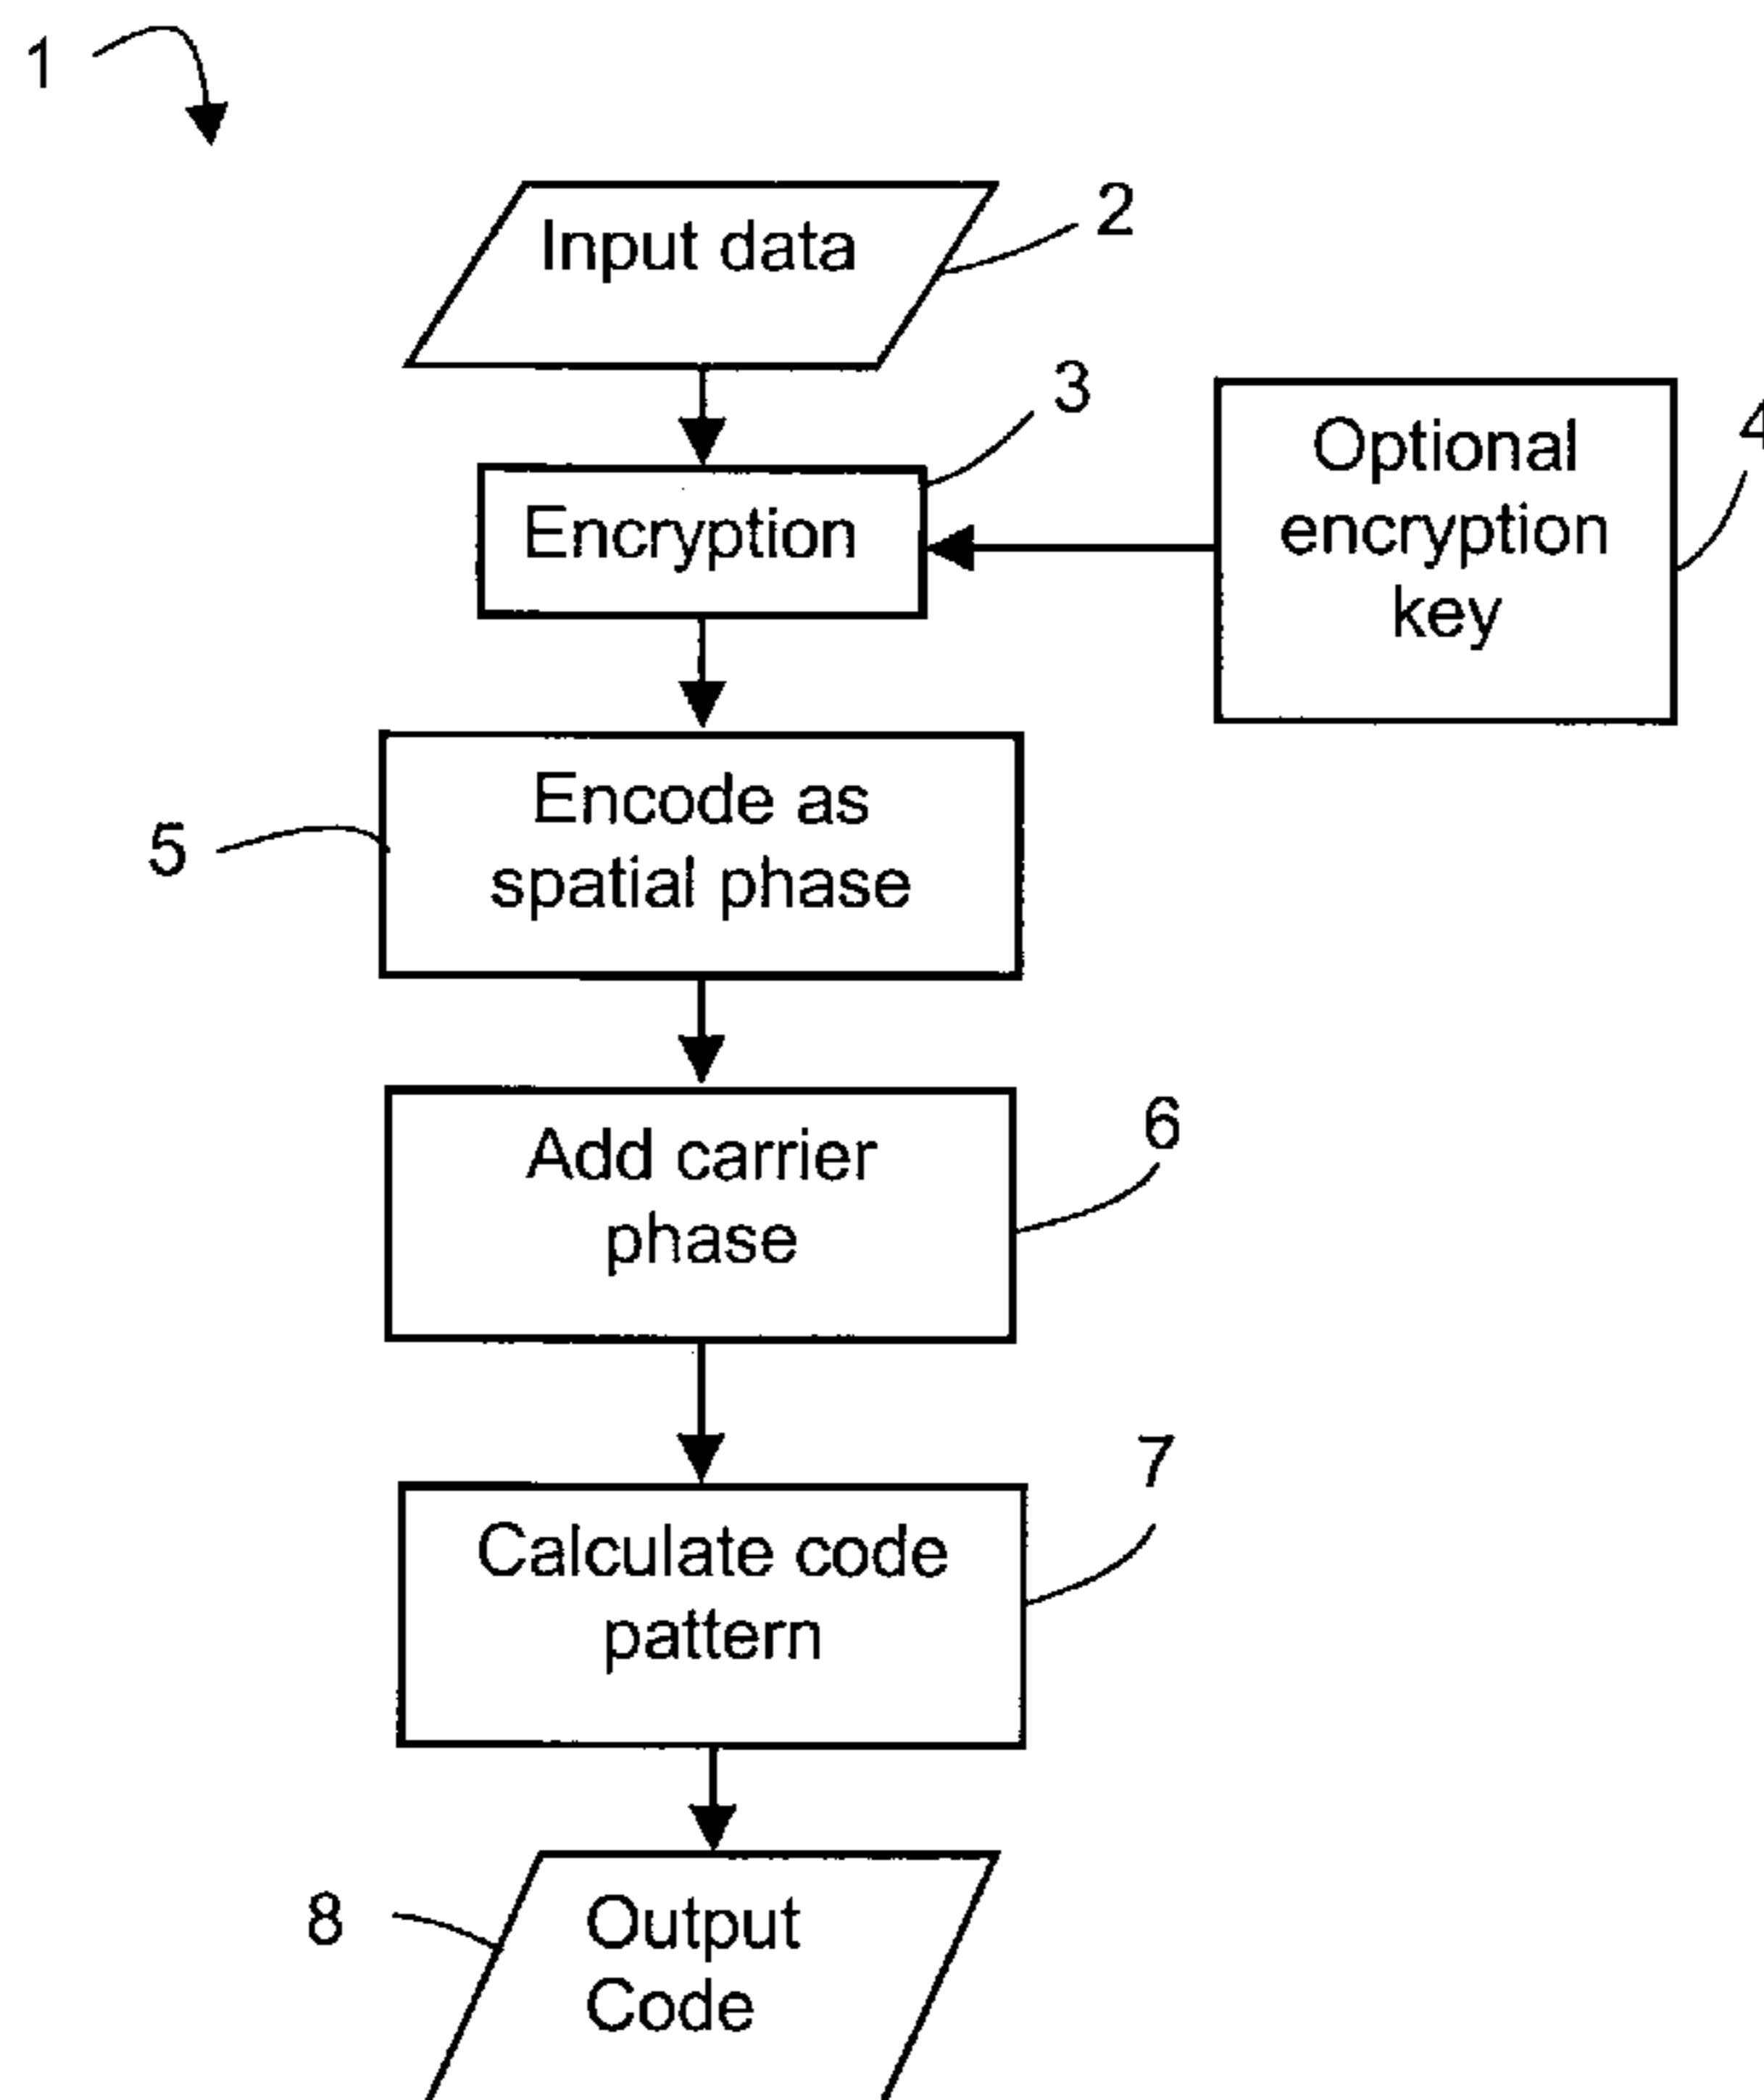 1
Input data
2
3
Encryption
Optional
encryption
key
4
Encode as
spatial phase
5
Add carrier
phase
6
Calculate code
pattern
7
Output
Code
8